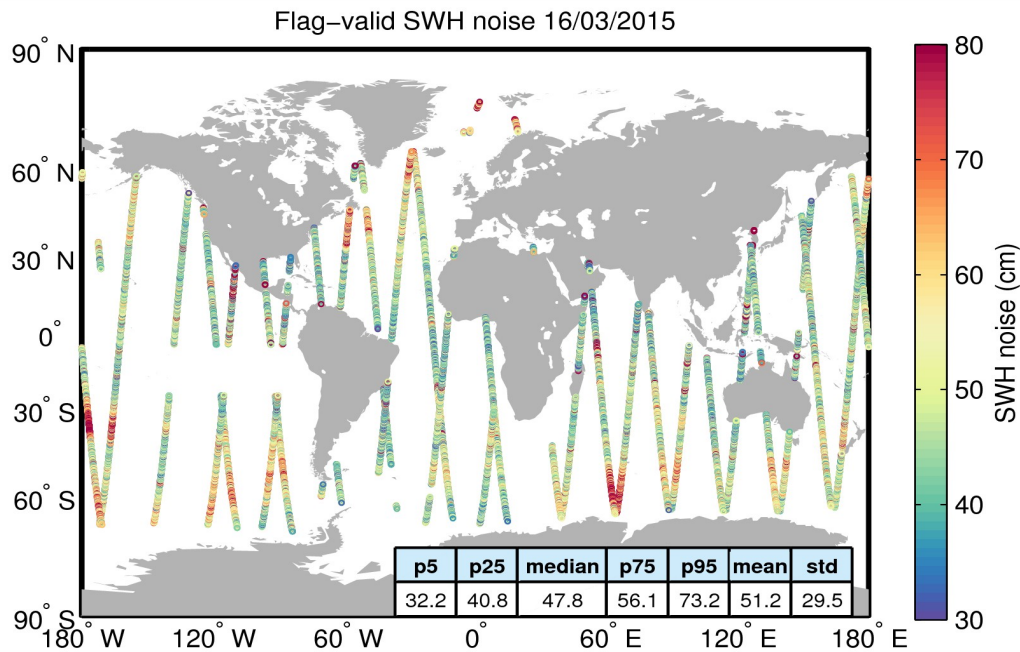 Flag−valid SWH noise 16/03/2015
90° N
60° N
30° N
0°
30° S
60° S
90° S
180° W
120° W
60° W
0°
60° E
120° E
180° E
p5 p25 median p75 p95 mean std
32.2 40.8 47.8 56.1 73.2 51.2 29.5
80
70
60
50
40
30
SWH noise (cm)